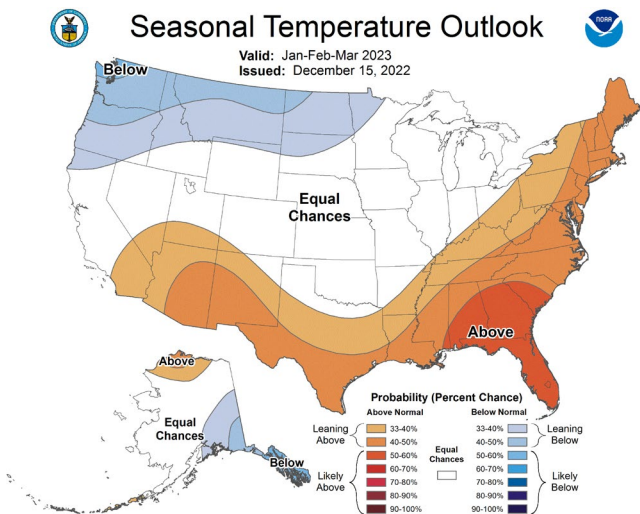 NOAA
Seasonal Temperature Outlook
Valid: Jan-Feb-Mar 2023
Issued: December 15, 2022
Below
Equal
Chances
Above
Above
Equal
Chances
Below
Probability (Percent Chance)
Above Normal
Below Normal
Leaning
Above
33-40%
40-50%
Likely
Above
50-60%
60-70%
70-80%
80-90%
90-100%
Equal
Chances
33-40%
40-50%
Leaning
Below
50-60%
60-70%
70-80%
80-90%
90-100%
Likely
Below